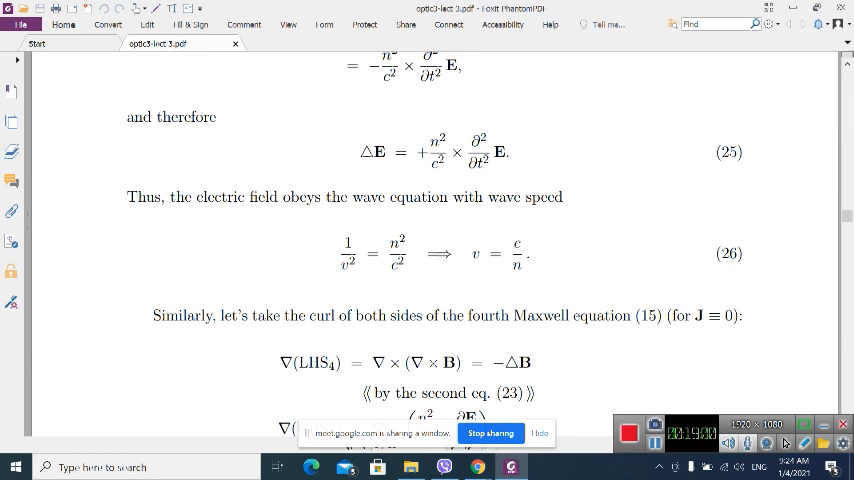 optic3-lect 3.pdf - Foxit PhantomPDF
File Home Convert Edit Fill & Sign Comment View Form Protect Share Connect Accessibility Help Tell me... Find
Start optic3-lect 3.pdf
= − n²/c² × ∂²/∂t² E,
and therefore
△E = + n²/c² × ∂²/∂t² E. (25)
Thus, the electric field obeys the wave equation with wave speed
1/v² = n²/c² ⟹ v = c/n . (26)
Similarly, let's take the curl of both sides of the fourth Maxwell equation (15) (for J ≡ 0):
∇(LHS₄) = ∇ × (∇ × B) = −△B
⟪by the second eq. (23)⟫
meet.google.com is sharing a window. Stop sharing Hide
00:19:00
1920 × 1080
Type here to search
ENG
9:24 AM
1/4/2021